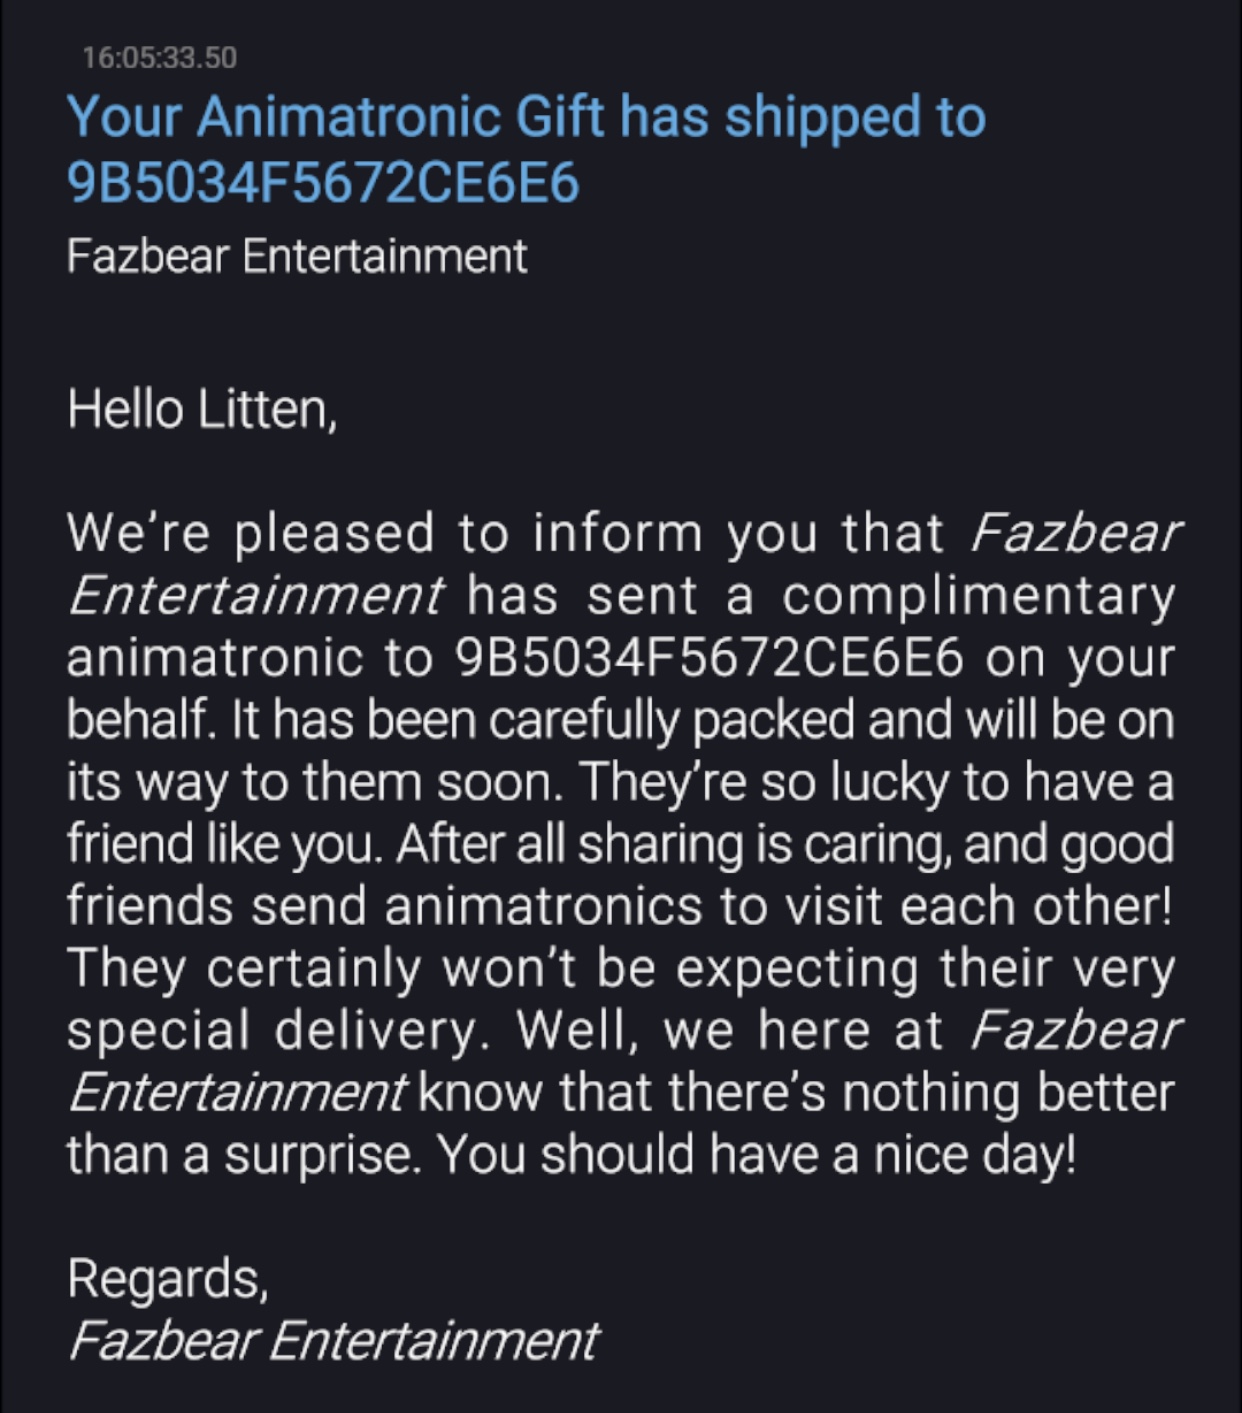 16:05:33.50
Your Animatronic Gift has shipped to
9B5034F5672CE6E6
Fazbear Entertainment
Hello Litten,
We’re pleased to inform you that Fazbear
Entertainment has sent a complimentary
animatronic to 9B5034F5672CE6E6 on your
behalf. It has been carefully packed and will be on
its way to them soon. They’re so lucky to have a
friend like you. After all sharing is caring, and good
friends send animatronics to visit each other!
They certainly won’t be expecting their very
special delivery. Well, we here at Fazbear
Entertainment know that there’s nothing better
than a surprise. You should have a nice day!
Regards,
Fazbear Entertainment